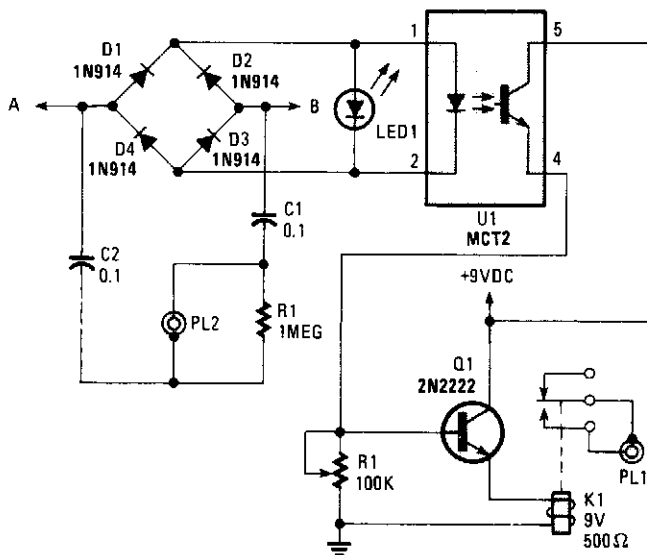 D1
1N914
D2
1N914
A
B
D3
1N914
D4
1N914
LED1
1
2
5
4
U1
MCT2
C1
0.1
C2
0.1
PL2
R1
1MEG
+9VDC
Q1
2N2222
R1
100K
PL1
K1
9V
500Ω